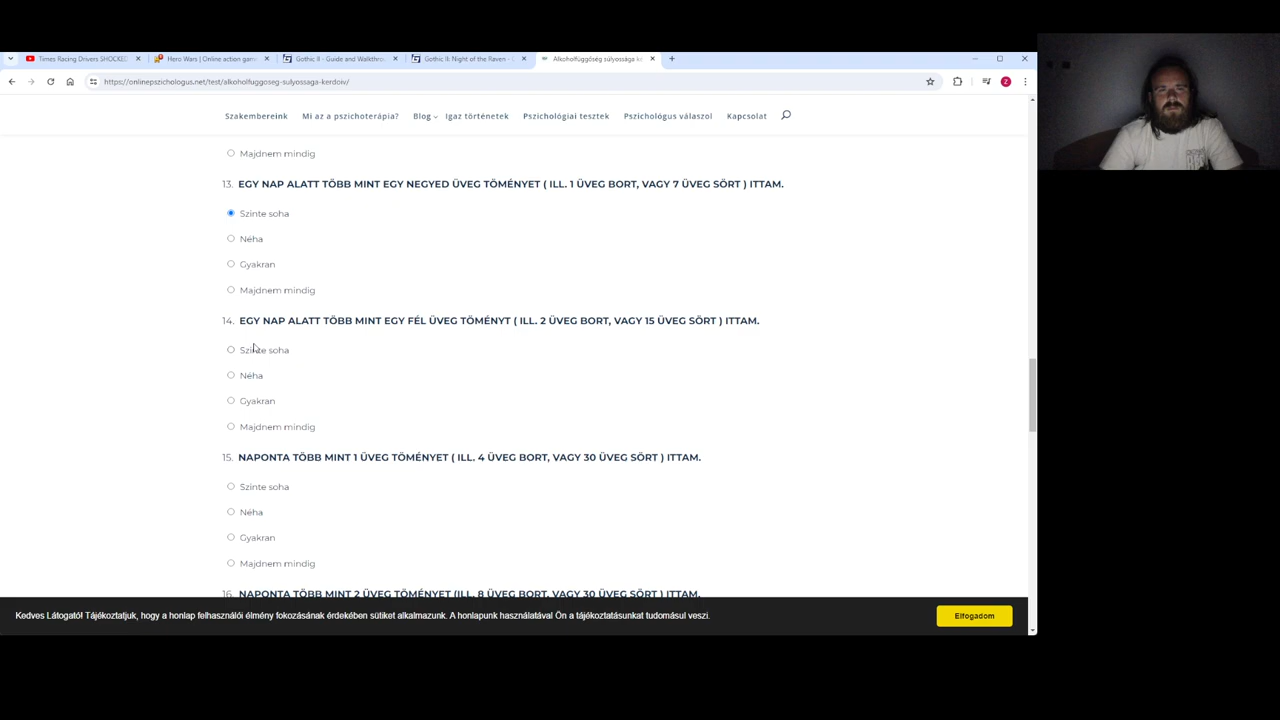 Times Racing Drivers SHOCKED
Hero Wars | Online action gam
Gothic II - Guide and Walkthro
Gothic II: Night of the Raven -
Alkoholfüggőség súlyossága k
https://onlinepszichologus.net/test/alkoholfuggoseg-sulyossaga-kerdoiv/
Z
Szakembereink
Mi az a pszichoterápia?
Blog
Igaz történetek
Pszichológiai tesztek
Pszichológus válaszol
Kapcsolat
Majdnem mindig
13. EGY NAP ALATT TÖBB MINT EGY NEGYED ÜVEG TÖMÉNYET ( ILL. 1 ÜVEG BORT, VAGY 7 ÜVEG SÖRT ) ITTAM.
Szinte soha
Néha
Gyakran
Majdnem mindig
14. EGY NAP ALATT TÖBB MINT EGY FÉL ÜVEG TÖMÉNYT ( ILL. 2 ÜVEG BORT, VAGY 15 ÜVEG SÖRT ) ITTAM.
Szinte soha
Néha
Gyakran
Majdnem mindig
15. NAPONTA TÖBB MINT 1 ÜVEG TÖMÉNYET ( ILL. 4 ÜVEG BORT, VAGY 30 ÜVEG SÖRT ) ITTAM.
Szinte soha
Néha
Gyakran
Majdnem mindig
16. NAPONTA TÖBB MINT 2 ÜVEG TÖMÉNYET (ILL. 8 ÜVEG BORT, VAGY 30 ÜVEG SÖRT ) ITTAM.
Kedves Látogató! Tájékoztatjuk, hogy a honlap felhasználói élmény fokozásának érdekében sütiket alkalmazunk. A honlapunk használatával Ön a tájékoztatásunkat tudomásul veszi.
Elfogadom